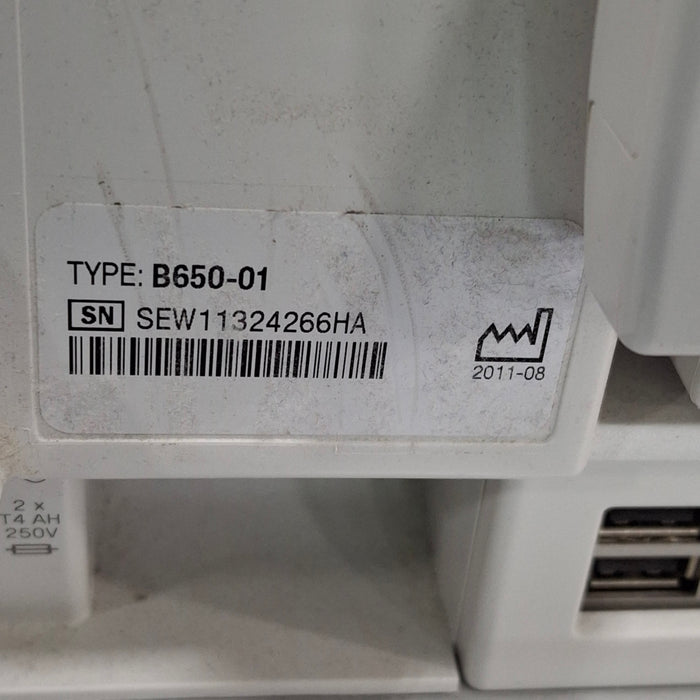 TYPE: B650-01
SN SEW11324266HA
2011-08
2 x
T4 AH
250V